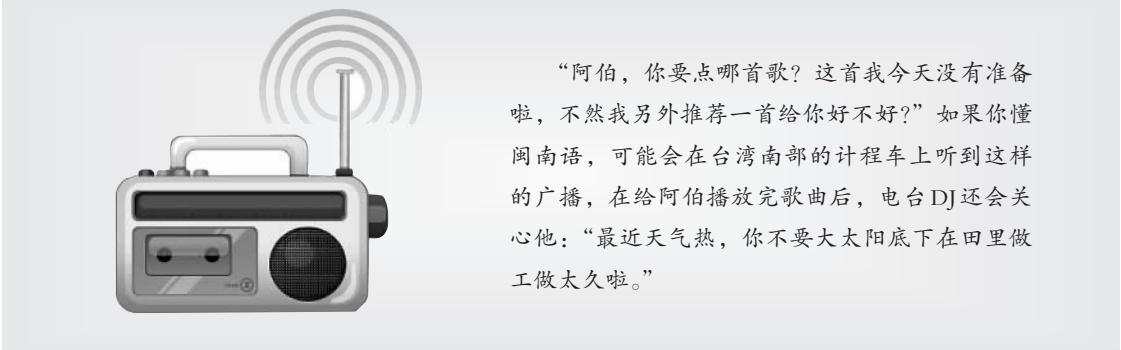 “阿伯，你要点哪首歌？这首我今天没有准备
啦，不然我另外推荐一首给你好不好?”如果你懂
闽南语，可能会在台湾南部的计程车上听到这样
的广播，在给阿伯播放完歌曲后，电台DJ还会关
心他：“最近天气热，你不要大太阳底下在田里做
工做太久啦。”